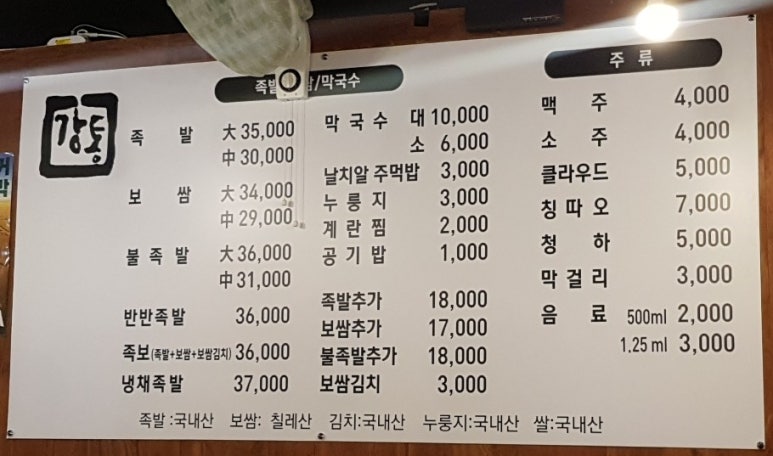 강동
족발 쌈/막국수
족 발 大 35,000
中 30,000
보 쌈 大 34,000
中 29,000
불 족 발 大 36,000
中 31,000
반반족발 36,000
족보(족발+보쌈+보쌈김치) 36,000
냉채족발 37,000
막 국 수 대 10,000
소 6,000
날치알 주먹밥 3,000
누 룽 지 3,000
계 란 찜 2,000
공 기 밥 1,000
족발추가 18,000
보쌈추가 17,000
불족발추가 18,000
보쌈김치 3,000
주 류
맥 주 4,000
소 주 4,000
클라우드 5,000
칭 따 오 7,000
청 하 5,000
막 걸 리 3,000
음 료 500ml 2,000
1.25 ml 3,000
족발 :국내산 보쌈: 칠레산 김치:국내산 누룽지:국내산 쌀:국내산